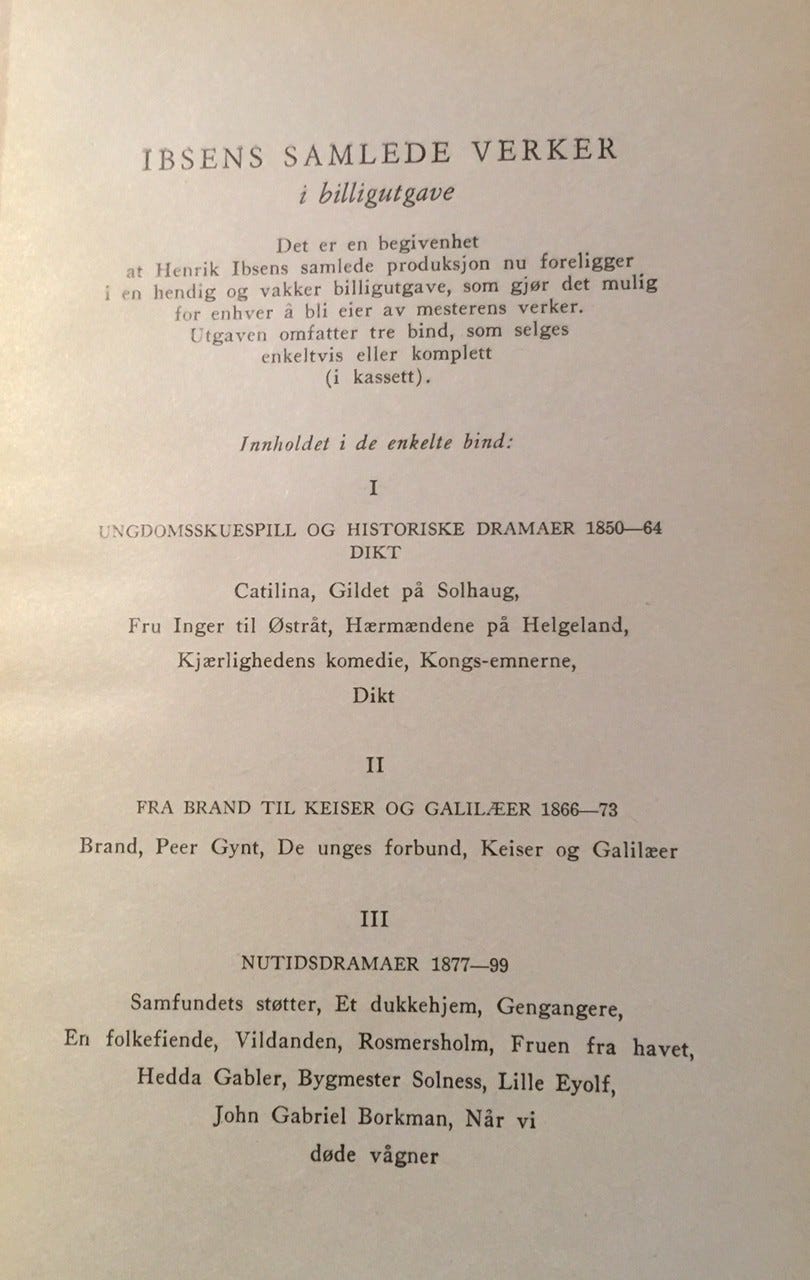 IBSENS SAMLEDE VERKER
i billigutgave
Det er en begivenhet
at Henrik Ibsens samlede produksjon nu foreligger
i en hendig og vakker billigutgave, som gjør det mulig
for enhver å bli eier av mesterens verker.
Utgaven omfatter tre bind, som selges
enkeltvis eller komplett
(i kassett).
Innholdet i de enkelte bind:
I
UNGDOMSSKUESPILL OG HISTORISKE DRAMAER 1850—64
DIKT
Catilina, Gildet på Solhaug,
Fru Inger til Østråt, Hærmændene på Helgeland,
Kjærlighedens komedie, Kongs-emnerne,
Dikt
II
FRA BRAND TIL KEISER OG GALILÆER 1866—73
Brand, Peer Gynt, De unges forbund, Keiser og Galilæer
III
NUTIDSDRAMAER 1877—99
Samfundets støtter, Et dukkehjem, Gengangere,
En folkefiende, Vildanden, Rosmersholm, Fruen fra havet,
Hedda Gabler, Bygmester Solness, Lille Eyolf,
John Gabriel Borkman, Når vi
døde vågner